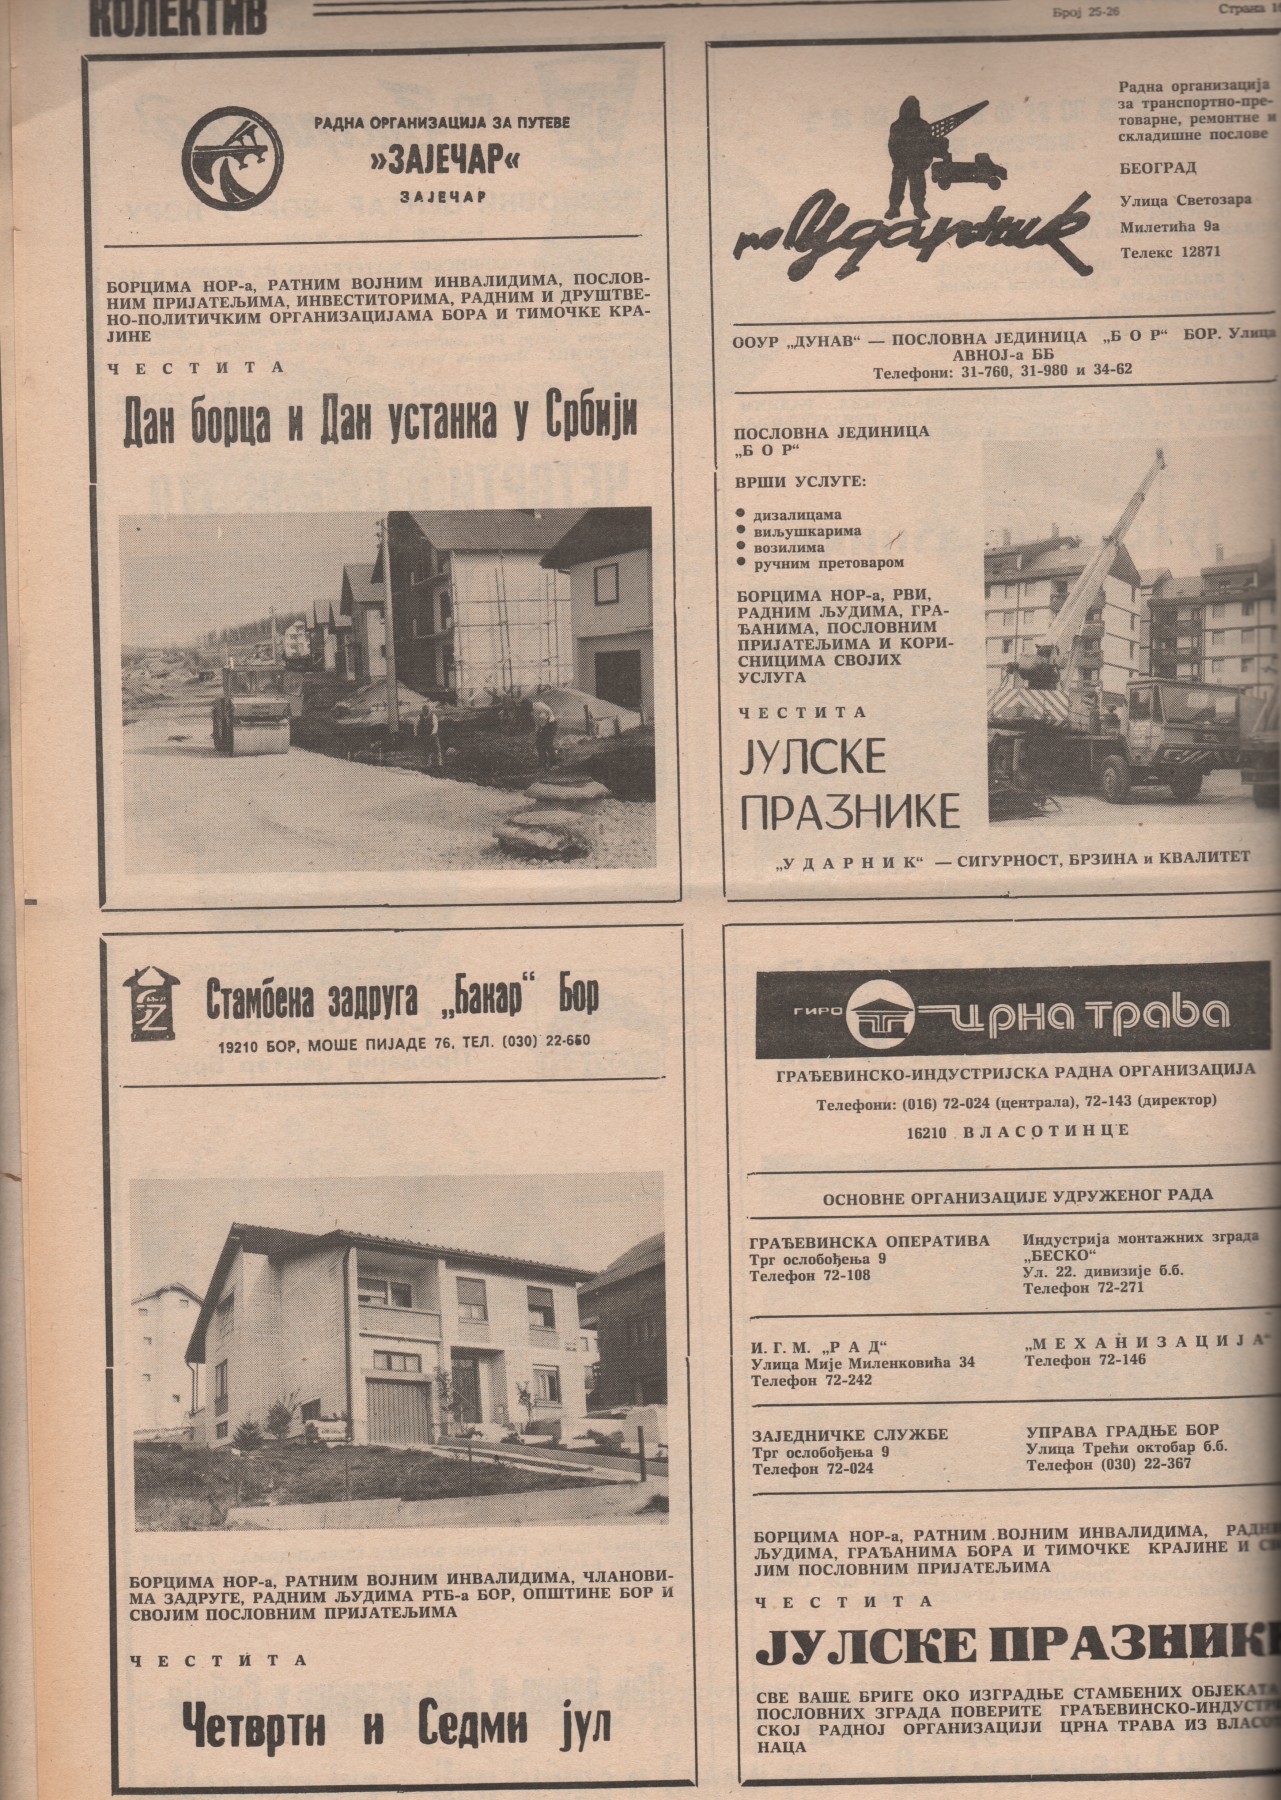 КОЛЕКТИВ
Број 25-26
Страна
РАДНА ОРГАНИЗАЦИЈА ЗА ПУТЕВЕ
»ЗАЈЕЧАР«
ЗАЈЕЧАР
БОРЦИМА НОР-а, РАТНИМ ВОЈНИМ ИНВАЛИДИМА, ПОСЛОВ-
НИМ ПРИЈАТЕЉИМА, ИНВЕСТИТОРИМА, РАДНИМ И ДРУШТВЕ-
НО-ПОЛИТИЧКИМ ОРГАНИЗАЦИЈАМА БОРА И ТИМОЧКЕ КРА-
ЈИНЕ
Ч Е С Т И Т А
Дан борца и Дан устанка у Србији
по Ударник
Радна организација
за транспортно-пре-
товарне, ремонтне и
складишне послове
БЕОГРАД
Улица Светозара
Милетића 9а
Телекс 12871
ООУР „ДУНАВ“ — ПОСЛОВНА ЈЕДИНИЦА „Б О Р“ БОР. Улица
АВНОЈ-а ББ
Телефони: 31-760, 31-980 и 34-62
ПОСЛОВНА ЈЕДИНИЦА
„Б О Р“
ВРШИ УСЛУГЕ:
● дизалицама
● виљушкарима
● возилима
● ручним претоваром
БОРЦИМА НОР-а, РВИ,
РАДНИМ ЉУДИМА, ГРА-
ЂАНИМА, ПОСЛОВНИМ
ПРИЈАТЕЉИМА И КОРИ-
СНИЦИМА СВОЈИХ
УСЛУГА
Ч Е С Т И Т А
ЈУЛСКЕ
ПРАЗНИКЕ
„У Д А Р Н И К“ — СИГУРНОСТ, БРЗИНА и КВАЛИТЕТ
Стамбена задруга „Бакар“ Бор
19210 БОР, МОШЕ ПИЈАДЕ 76, ТЕЛ. (030) 22-650
БОРЦИМА НОР-а, РАТНИМ ВОЈНИМ ИНВАЛИДИМА, ЧЛАНОВИ-
МА ЗАДРУГЕ, РАДНИМ ЉУДИМА РТБ-а БОР, ОПШТИНЕ БОР И
СВОЈИМ ПОСЛОВНИМ ПРИЈАТЕЉИМА
Ч Е С Т И Т А
Четврти и Седми јул
ГИРО црна трава
ГРАЂЕВИНСКО-ИНДУСТРИЈСКА РАДНА ОРГАНИЗАЦИЈА
Телефони: (016) 72-024 (централа), 72-143 (директор)
16210 В Л А С О Т И Н Ц Е
ОСНОВНЕ ОРГАНИЗАЦИЈЕ УДРУЖЕНОГ РАДА
ГРАЂЕВИНСКА ОПЕРАТИВА
Трг ослобођења 9
Телефон 72-108
Индустрија монтажних зграда
„БЕСКО“
Ул. 22. дивизије б.б.
Телефон 72-271
И. Г. М. „Р А Д“
Улица Мије Миленковића 34
Телефон 72-242
„М Е Х А Н И З А Ц И Ј А“
Телефон 72-146
ЗАЈЕДНИЧКЕ СЛУЖБЕ
Трг ослобођења 9
Телефон 72-024
УПРАВА ГРАДЊЕ БОР
Улица Трећи октобар б.б.
Телефон (030) 22-367
БОРЦИМА НОР-а, РАТНИМ ВОЈНИМ ИНВАЛИДИМА,
ЉУДИМА, ГРАЂАНИМА БОРА И ТИМОЧКЕ КРАЈИНЕ И
ЈИМ ПОСЛОВНИМ ПРИЈАТЕЉИМА
Ч Е С Т И Т А
ЈУЛСКЕ ПРАЗНИКЕ
СВЕ ВАШЕ БРИГЕ ОКО ИЗГРАДЊЕ СТАМБЕНИХ ОБЈЕКАТА,
ПОСЛОВНИХ ЗГРАДА ПОВЕРИТЕ ГРАЂЕВИНСКО-ИНДУСТРИ
СКОЈ РАДНОЈ ОРГАНИЗАЦИЈИ ЦРНА ТРАВА ИЗ ВЛАСОТ
НАЦА